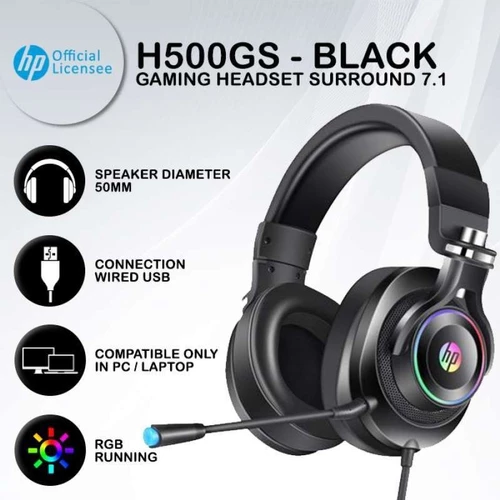 hp Official
Licensee
H500GS - BLACK
GAMING HEADSET SURROUND 7.1
SPEAKER DIAMETER
50MM
CONNECTION
WIRED USB
COMPATIBLE ONLY
IN PC / LAPTOP
RGB
RUNNING
hp